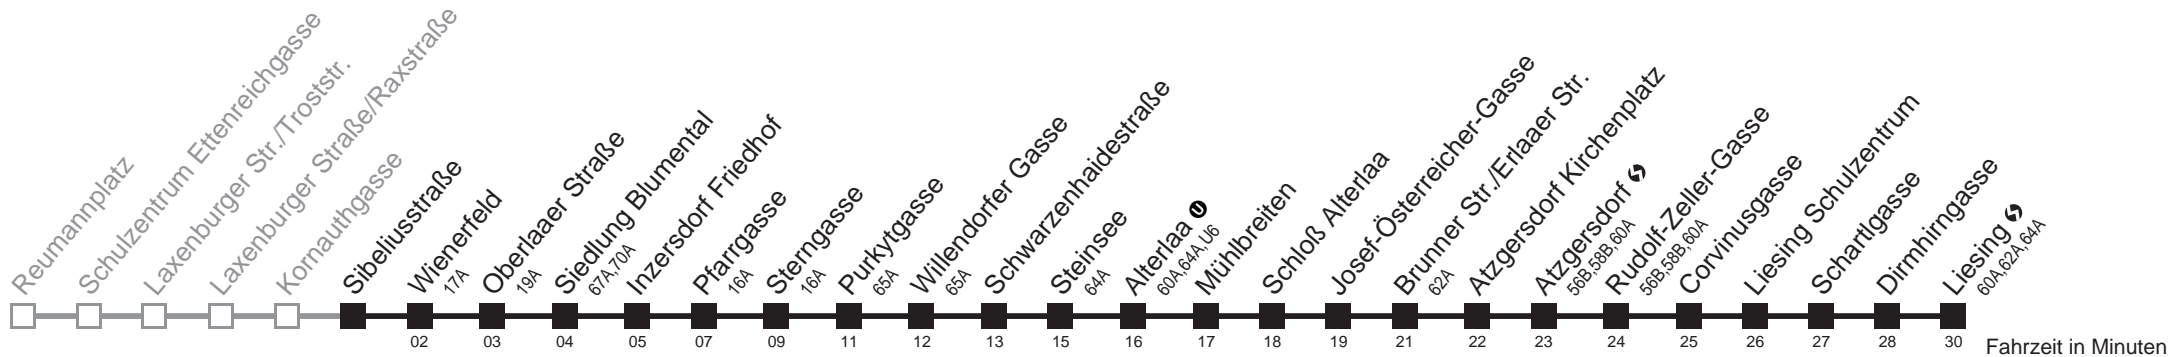 Reumannplatz
Schulzentrum Ettenreichgasse
Laxenburger Str./Troststr.
Laxenburger Straße/Raxstraße
Kornauthgasse
Sibeliusstraße
Wienerfeld
17A
02
Oberlaaer Straße
19A
03
Siedlung Blumental
67A,70A
04
Inzersdorf Friedhof
05
Pfarrgasse
16A
07
Sterngasse
16A
09
Purkytgasse
65A
11
Willendorfer Gasse
65A
12
Schwarzenhaidestraße
13
Steinsee
64A
15
Alterlaa U
60A,64A,U6
16
Mühlbreiten
17
Schloß Alterlaa
18
Josef-Österreicher-Gasse
19
Brunner Str./Erlaaer Str.
62A
21
Atzgersdorf Kirchenplatz
22
Atzgersdorf
56B,58B,60A
23
Rudolf-Zeller-Gasse
56B,58B,60A
24
Corvinusgasse
25
Liesing Schulzentrum
26
Schartlgasse
27
Dirmhirngasse
28
Liesing
60A,62A,64A
30
Fahrzeit in Minuten